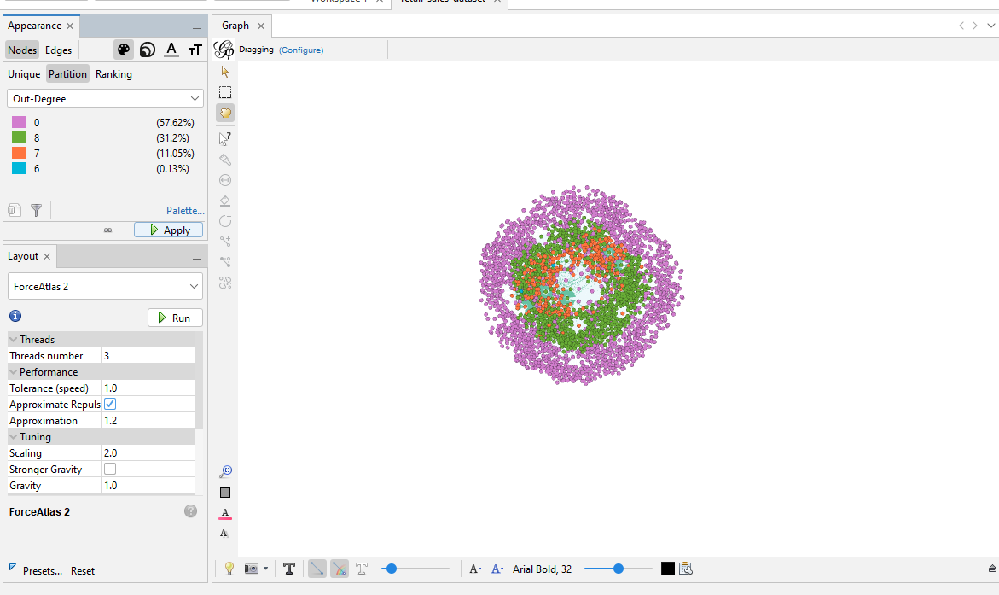 Workspace 1
retail_sales_dataset
Appearance
Graph
Nodes Edges
A TT
Dragging (Configure)
Unique Partition Ranking
Out-Degree
0 (57.62%)
8 (31.2%)
7 (11.05%)
6 (0.13%)
Palette...
Apply
Layout
ForceAtlas 2
i
Run
Threads
Threads number 3
Performance
Tolerance (speed) 1.0
Approximate Repuls
Approximation 1.2
Tuning
Scaling 2.0
Stronger Gravity
Gravity 1.0
ForceAtlas 2
?
A
A
Presets... Reset
T T A A Arial Bold, 32